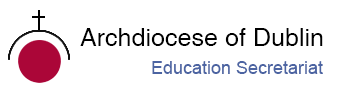 Archdiocese of Dublin
Education Secretariat